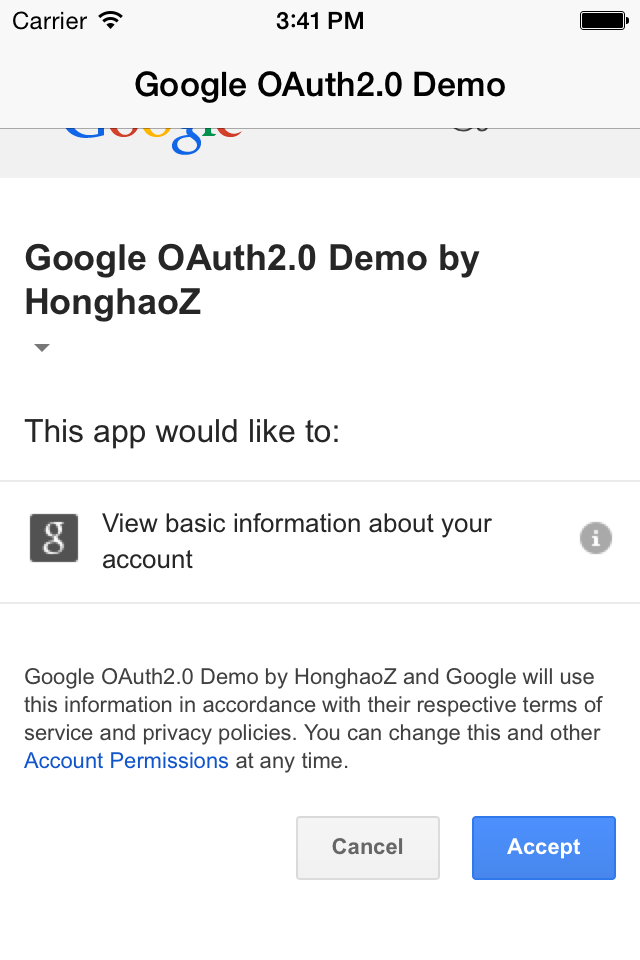 Carrier 3:41 PM
Google OAuth2.0 Demo
Google
Google OAuth2.0 Demo by
HonghaoZ
This app would like to:
g
View basic information about your
account
i
Google OAuth2.0 Demo by HonghaoZ and Google will use
this information in accordance with their respective terms of
service and privacy policies. You can change this and other
Account Permissions at any time.
Cancel
Accept